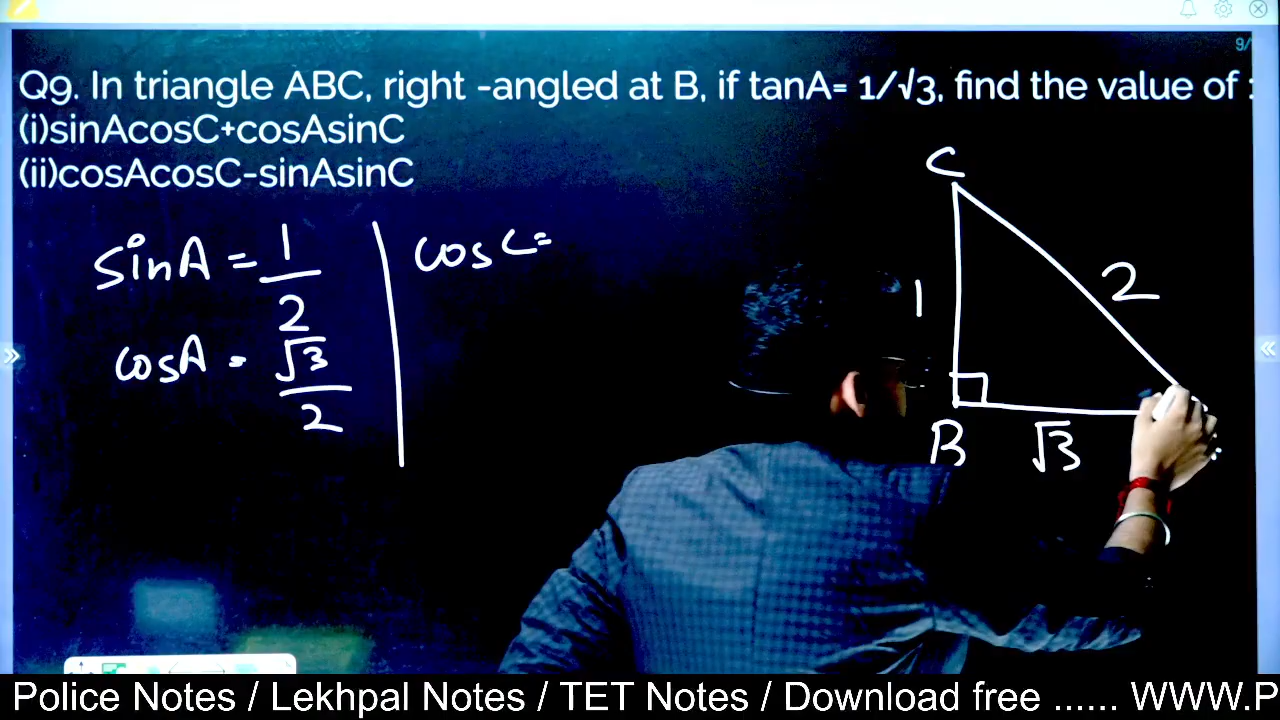 9/
Q9. In triangle ABC, right -angled at B, if tanA= 1/√3, find the value of :
(i)sinAcosC+cosAsinC
(ii)cosAcosC-sinAsinC
sinA = 1/2
cosA = √3/2
cosC=
C
1
2
B
√3
Police Notes / Lekhpal Notes / TET Notes / Download free ...... WWW.P